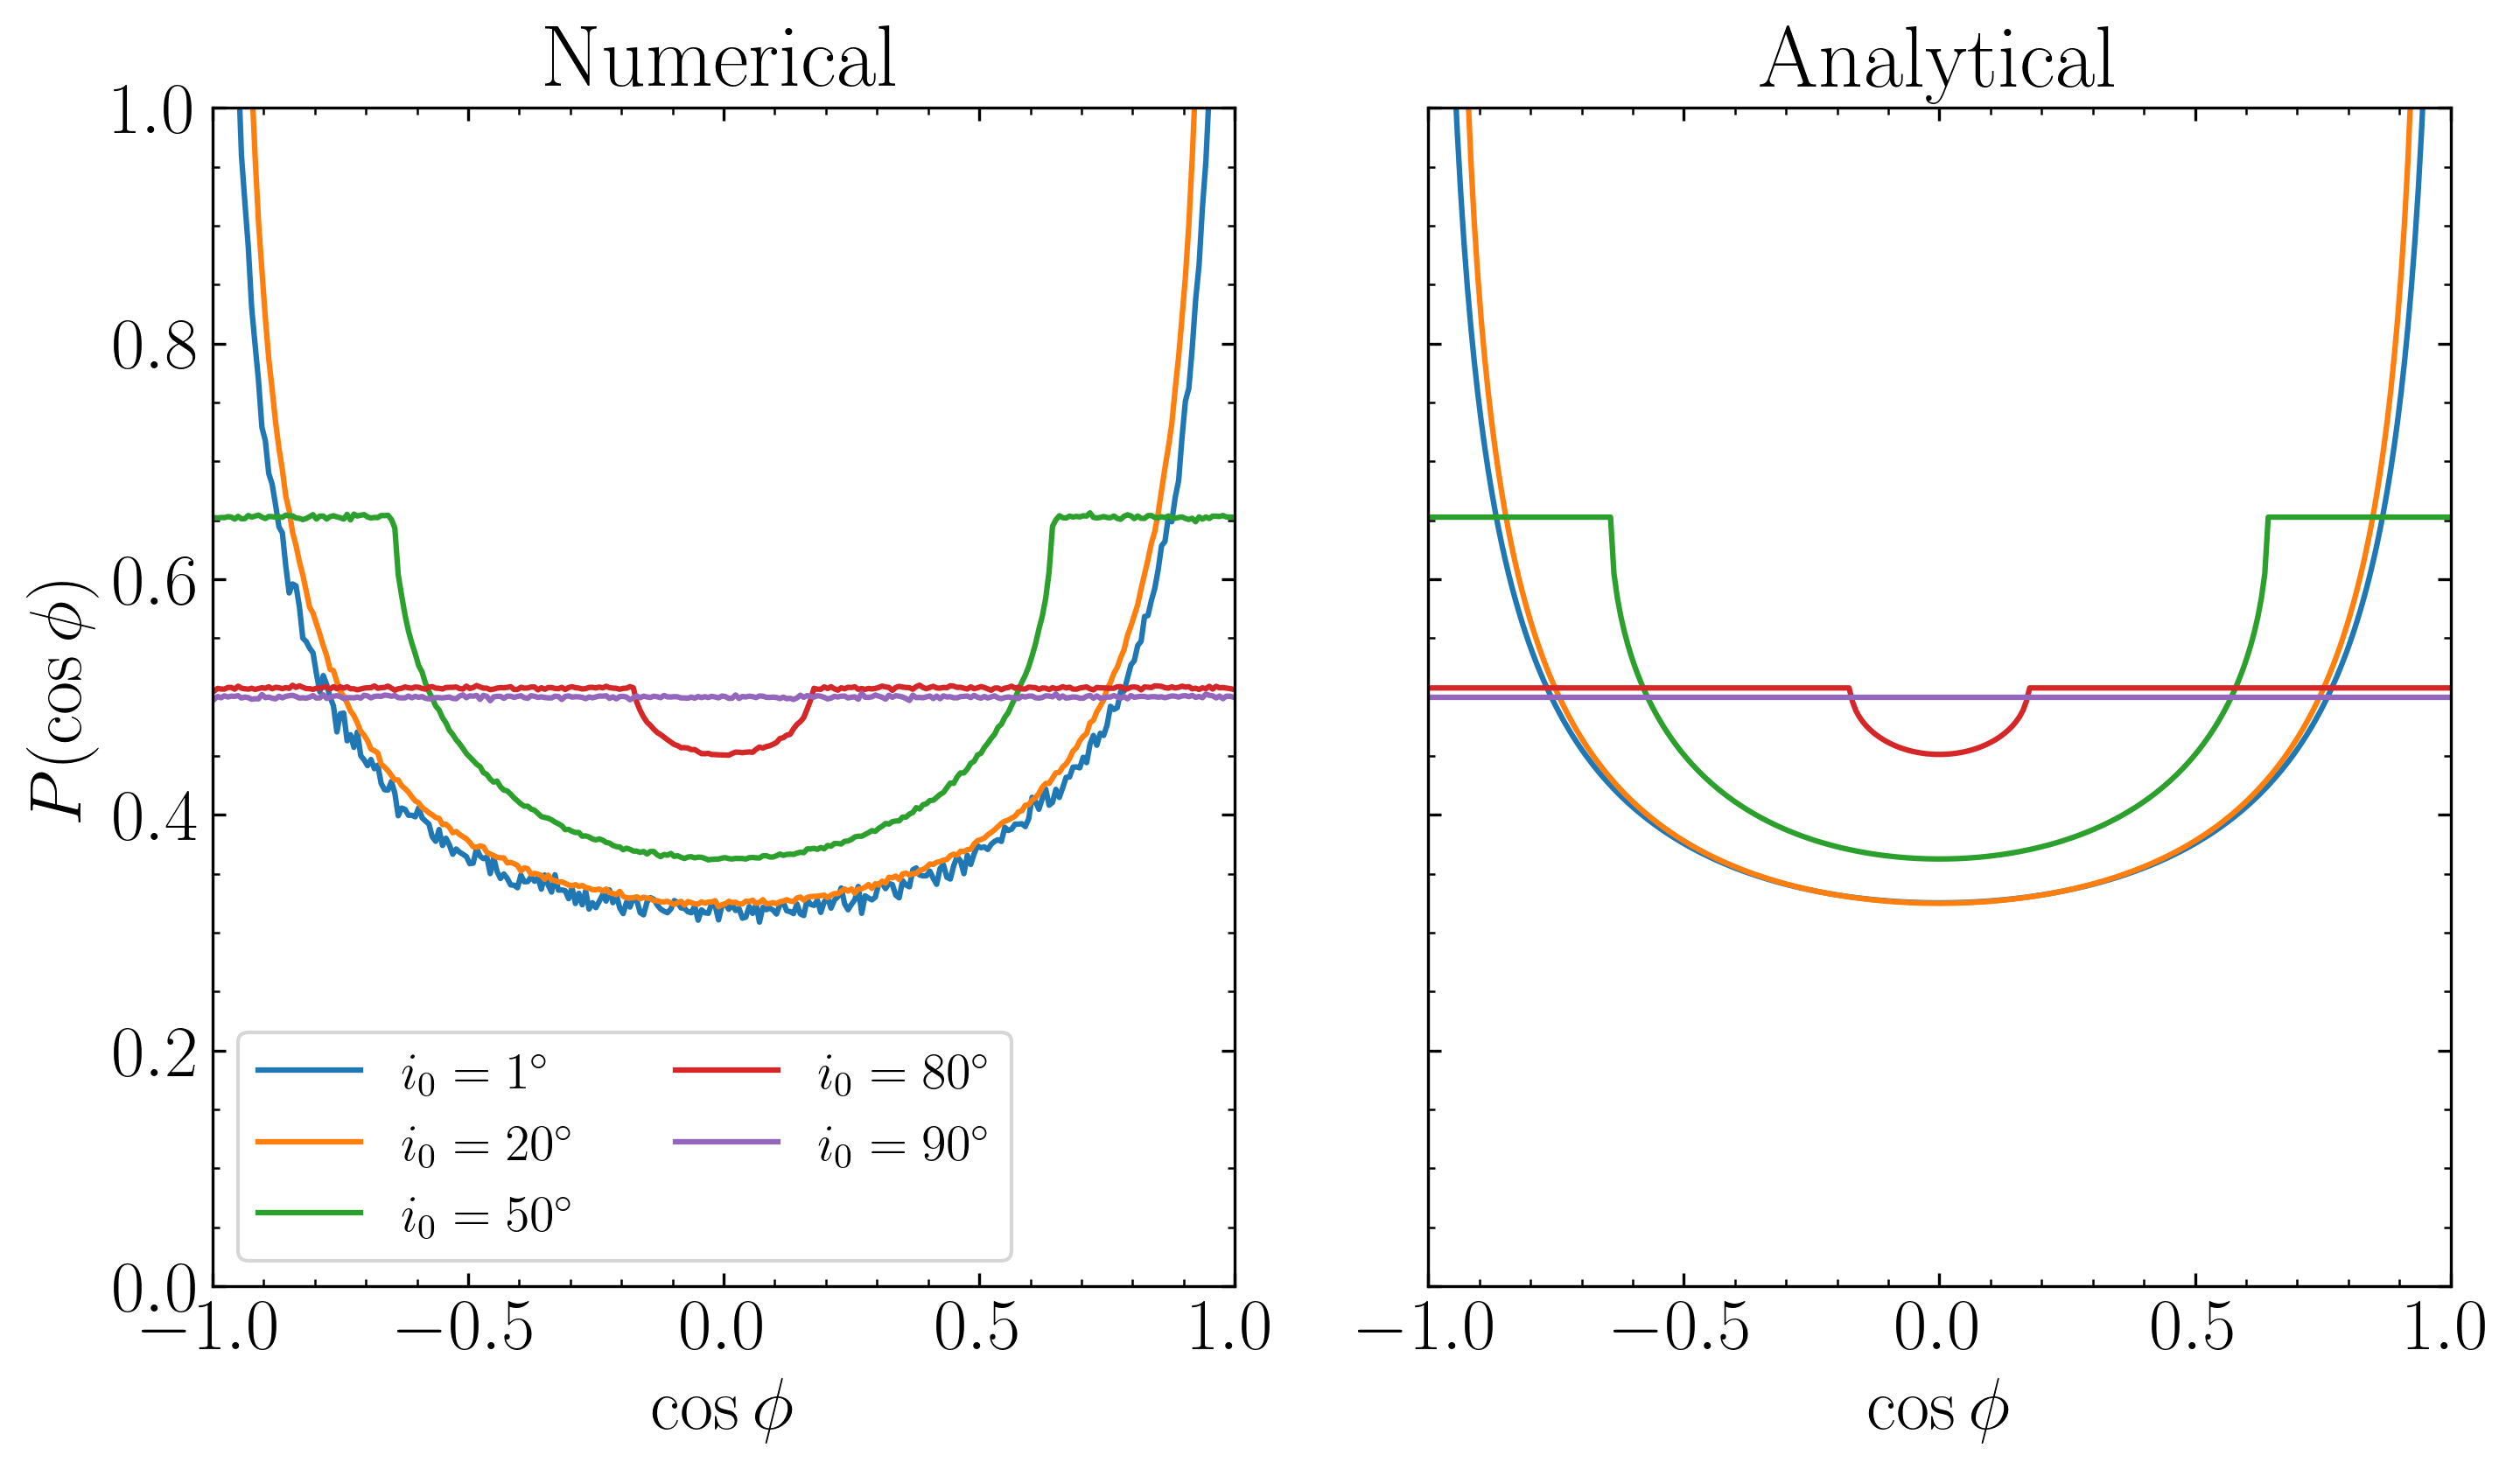 Numerical
Analytical
P(cos ϕ)
1.0
0.8
0.6
0.4
0.2
0.0
i₀ = 1°
i₀ = 20°
i₀ = 50°
i₀ = 80°
i₀ = 90°
−1.0 −0.5 0.0 0.5 1.0
−1.0 −0.5 0.0 0.5 1.0
cos ϕ
cos ϕ